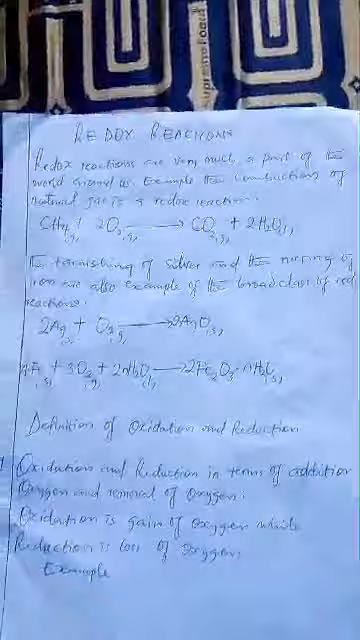 REDOX REACTIONS
Redox reactions are very much a part of the
world around us. Example the combustions of
natural gas is a redox reaction.
CH4(g) + 2O2(g) → CO2(g) + 2H2O(l)
The tarnishing of silver and the rusting of
iron are also example of the broad class of red
reactions.
2Ag(s) + O2(g) → 2AgO(s)
4Fe(s) + 3O2(g) + 2nH2O(l) → 2Fe2O3.nH2O(s)
Definition of Oxidation and Reduction
1 Oxidation and Reduction in terms of addition
Oxygen and removal of Oxygen.
Oxidation is gain of Oxygen while
Reduction is loss of oxygen.
Example